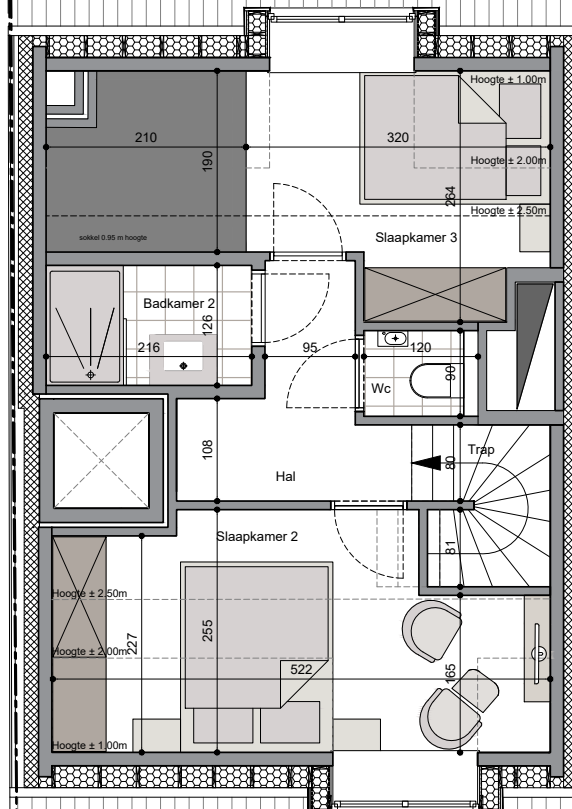 Hoogte ± 1.00m
210
320
190
Hoogte ± 2.00m
264
Hoogte ± 2.50m
sokkel 0.95 m hoogte
Slaapkamer 3
Badkamer 2
126
216
95
120
90
Wc
108
Trap
80
Hal
Slaapkamer 2
81
Hoogte ± 2.50m
255
227
Hoogte ± 2.00m
522
165
Hoogte ± 1.00m